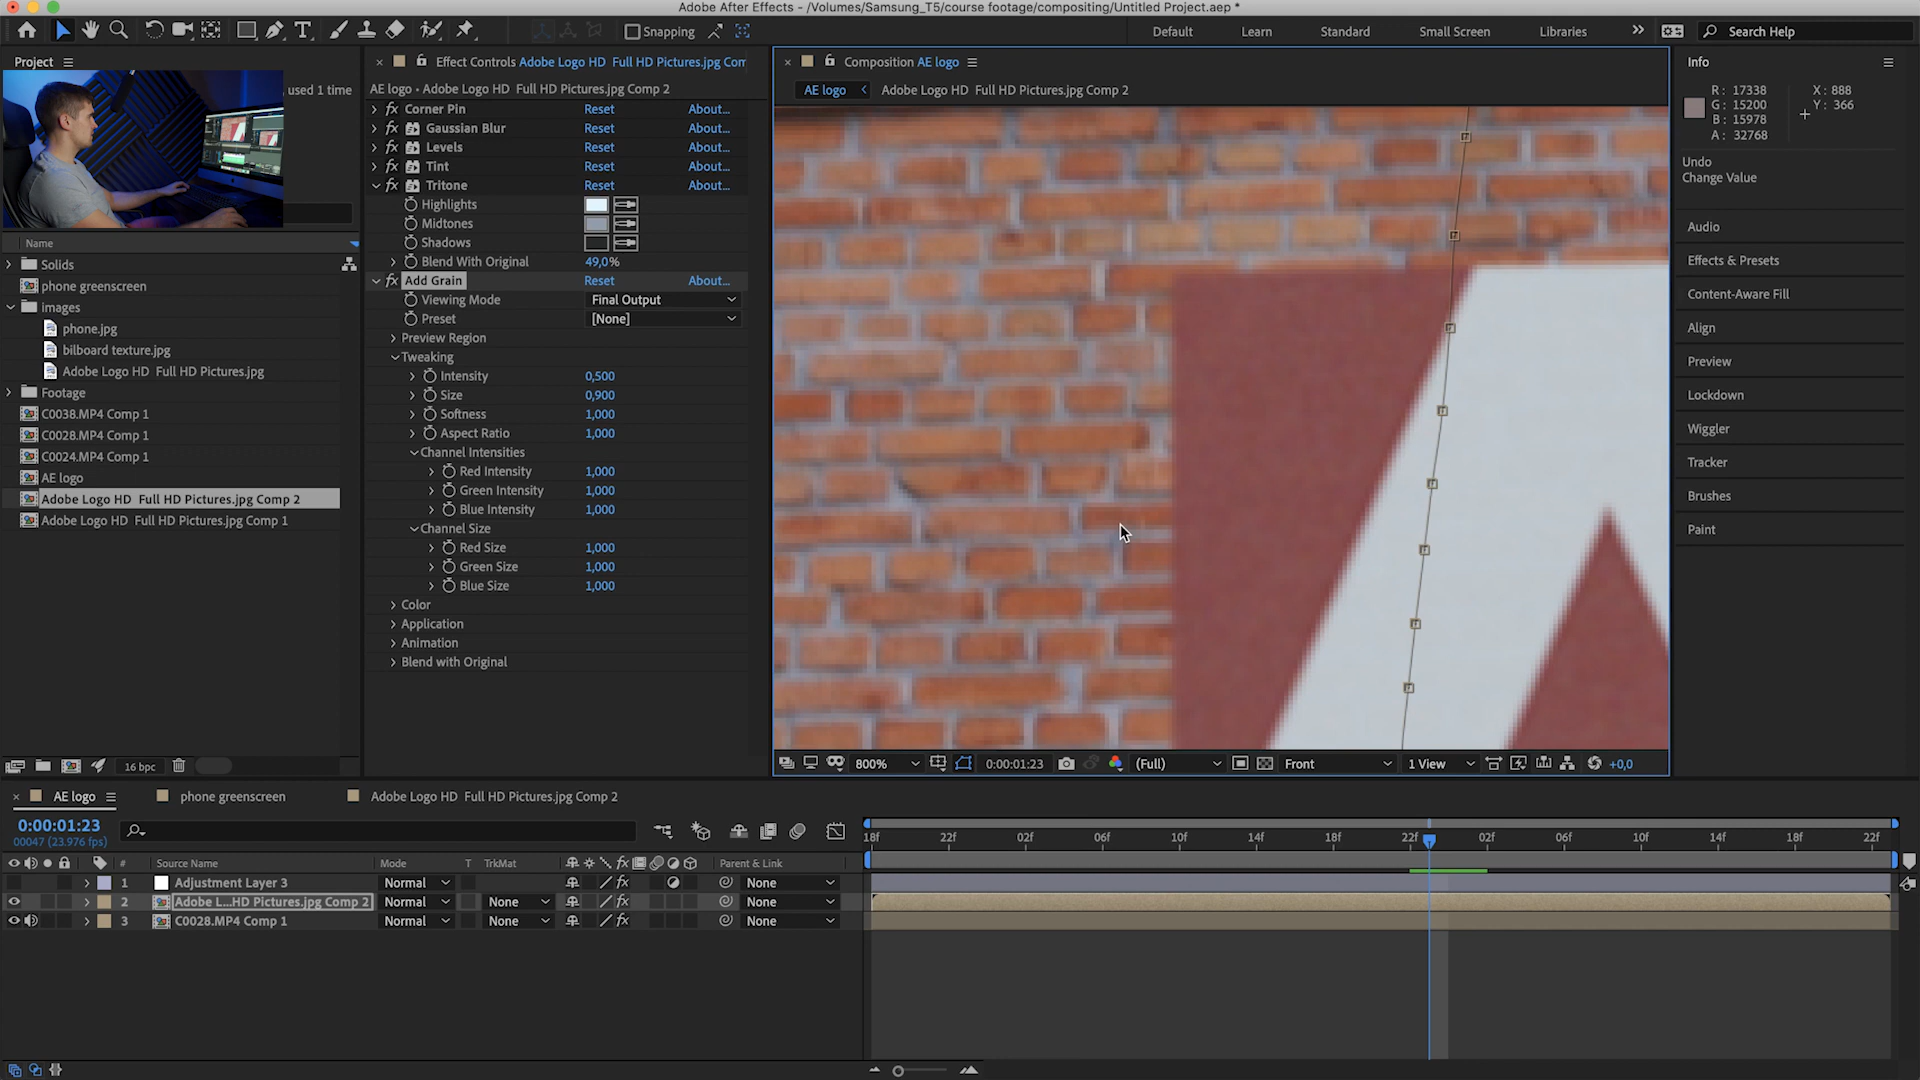 Adobe After Effects - /Volumes/Samsung_T5/course footage/compositing/Untitled Project.aep *
Snapping
Default
Learn
Standard
Small Screen
Libraries
Search Help
Project
, used 1 time
Name
Solids
phone greenscreen
images
phone.jpg
bilboard texture.jpg
Adobe Logo HD Full HD Pictures.jpg
Footage
C0038.MP4 Comp 1
C0028.MP4 Comp 1
C0024.MP4 Comp 1
AE logo
Adobe Logo HD Full HD Pictures.jpg Comp 2
Adobe Logo HD Full HD Pictures.jpg Comp 1
16 bpc
Effect Controls Adobe Logo HD Full HD Pictures.jpg Com
AE logo • Adobe Logo HD Full HD Pictures.jpg Comp 2
fx Corner Pin Reset About...
fx Gaussian Blur Reset About...
fx Levels Reset About...
fx Tint Reset About...
fx Tritone Reset About...
Highlights
Midtones
Shadows
Blend With Original 49,0%
fx Add Grain Reset About...
Viewing Mode Final Output
Preset [None]
Preview Region
Tweaking
Intensity 0,500
Size 0,900
Softness 1,000
Aspect Ratio 1,000
Channel Intensities
Red Intensity 1,000
Green Intensity 1,000
Blue Intensity 1,000
Channel Size
Red Size 1,000
Green Size 1,000
Blue Size 1,000
Color
Application
Animation
Blend with Original
Composition AE logo
AE logo
Adobe Logo HD Full HD Pictures.jpg Comp 2
800%
0:00:01:23
(Full)
Front
1 View
+0,0
Info
R: 17338
G: 15200
B: 15978
A: 32768
X: 888
Y: 366
Undo
Change Value
Audio
Effects & Presets
Content-Aware Fill
Align
Preview
Lockdown
Wiggler
Tracker
Brushes
Paint
AE logo
phone greenscreen
Adobe Logo HD Full HD Pictures.jpg Comp 2
0:00:01:23
00047 (23.976 fps)
# Source Name Mode T TrkMat fx Parent & Link
1 Adjustment Layer 3 Normal fx None
2 Adobe L...HD Pictures.jpg Comp 2 Normal None fx None
3 C0028.MP4 Comp 1 Normal None fx None
18f 22f 02f 06f 10f 14f 18f 22f 02f 06f 10f 14f 18f 22f